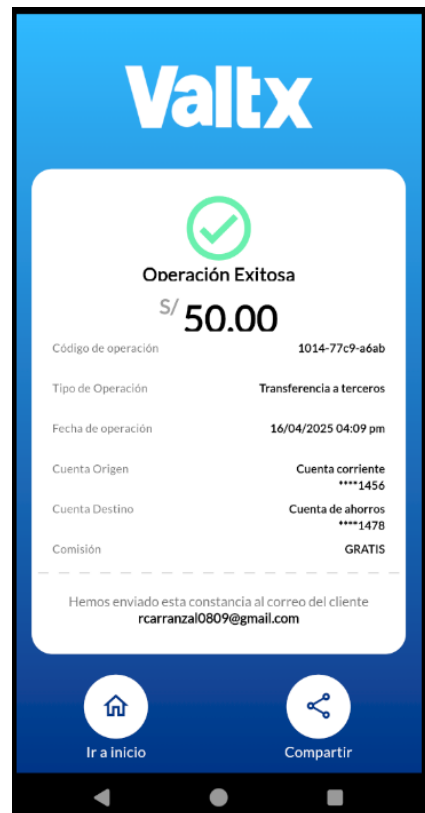 Valtx
Operación Exitosa
S/ 50.00
Código de operación 1014-77c9-a6ab
Tipo de Operación Transferencia a terceros
Fecha de operación 16/04/2025 04:09 pm
Cuenta Origen Cuenta corriente
****1456
Cuenta Destino Cuenta de ahorros
****1478
Comisión GRATIS
Hemos enviado esta constancia al correo del cliente
rcarranzal0809@gmail.com
Ir a inicio Compartir